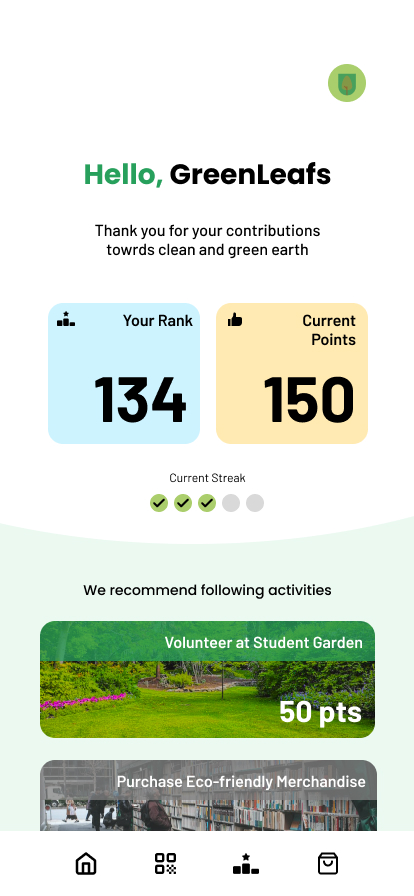 Hello, GreenLeafs
Thank you for your contributions
towrds clean and green earth
Your Rank
134
Current
Points
150
Current Streak
We recommend following activities
Volunteer at Student Garden
50 pts
Purchase Eco-friendly Merchandise